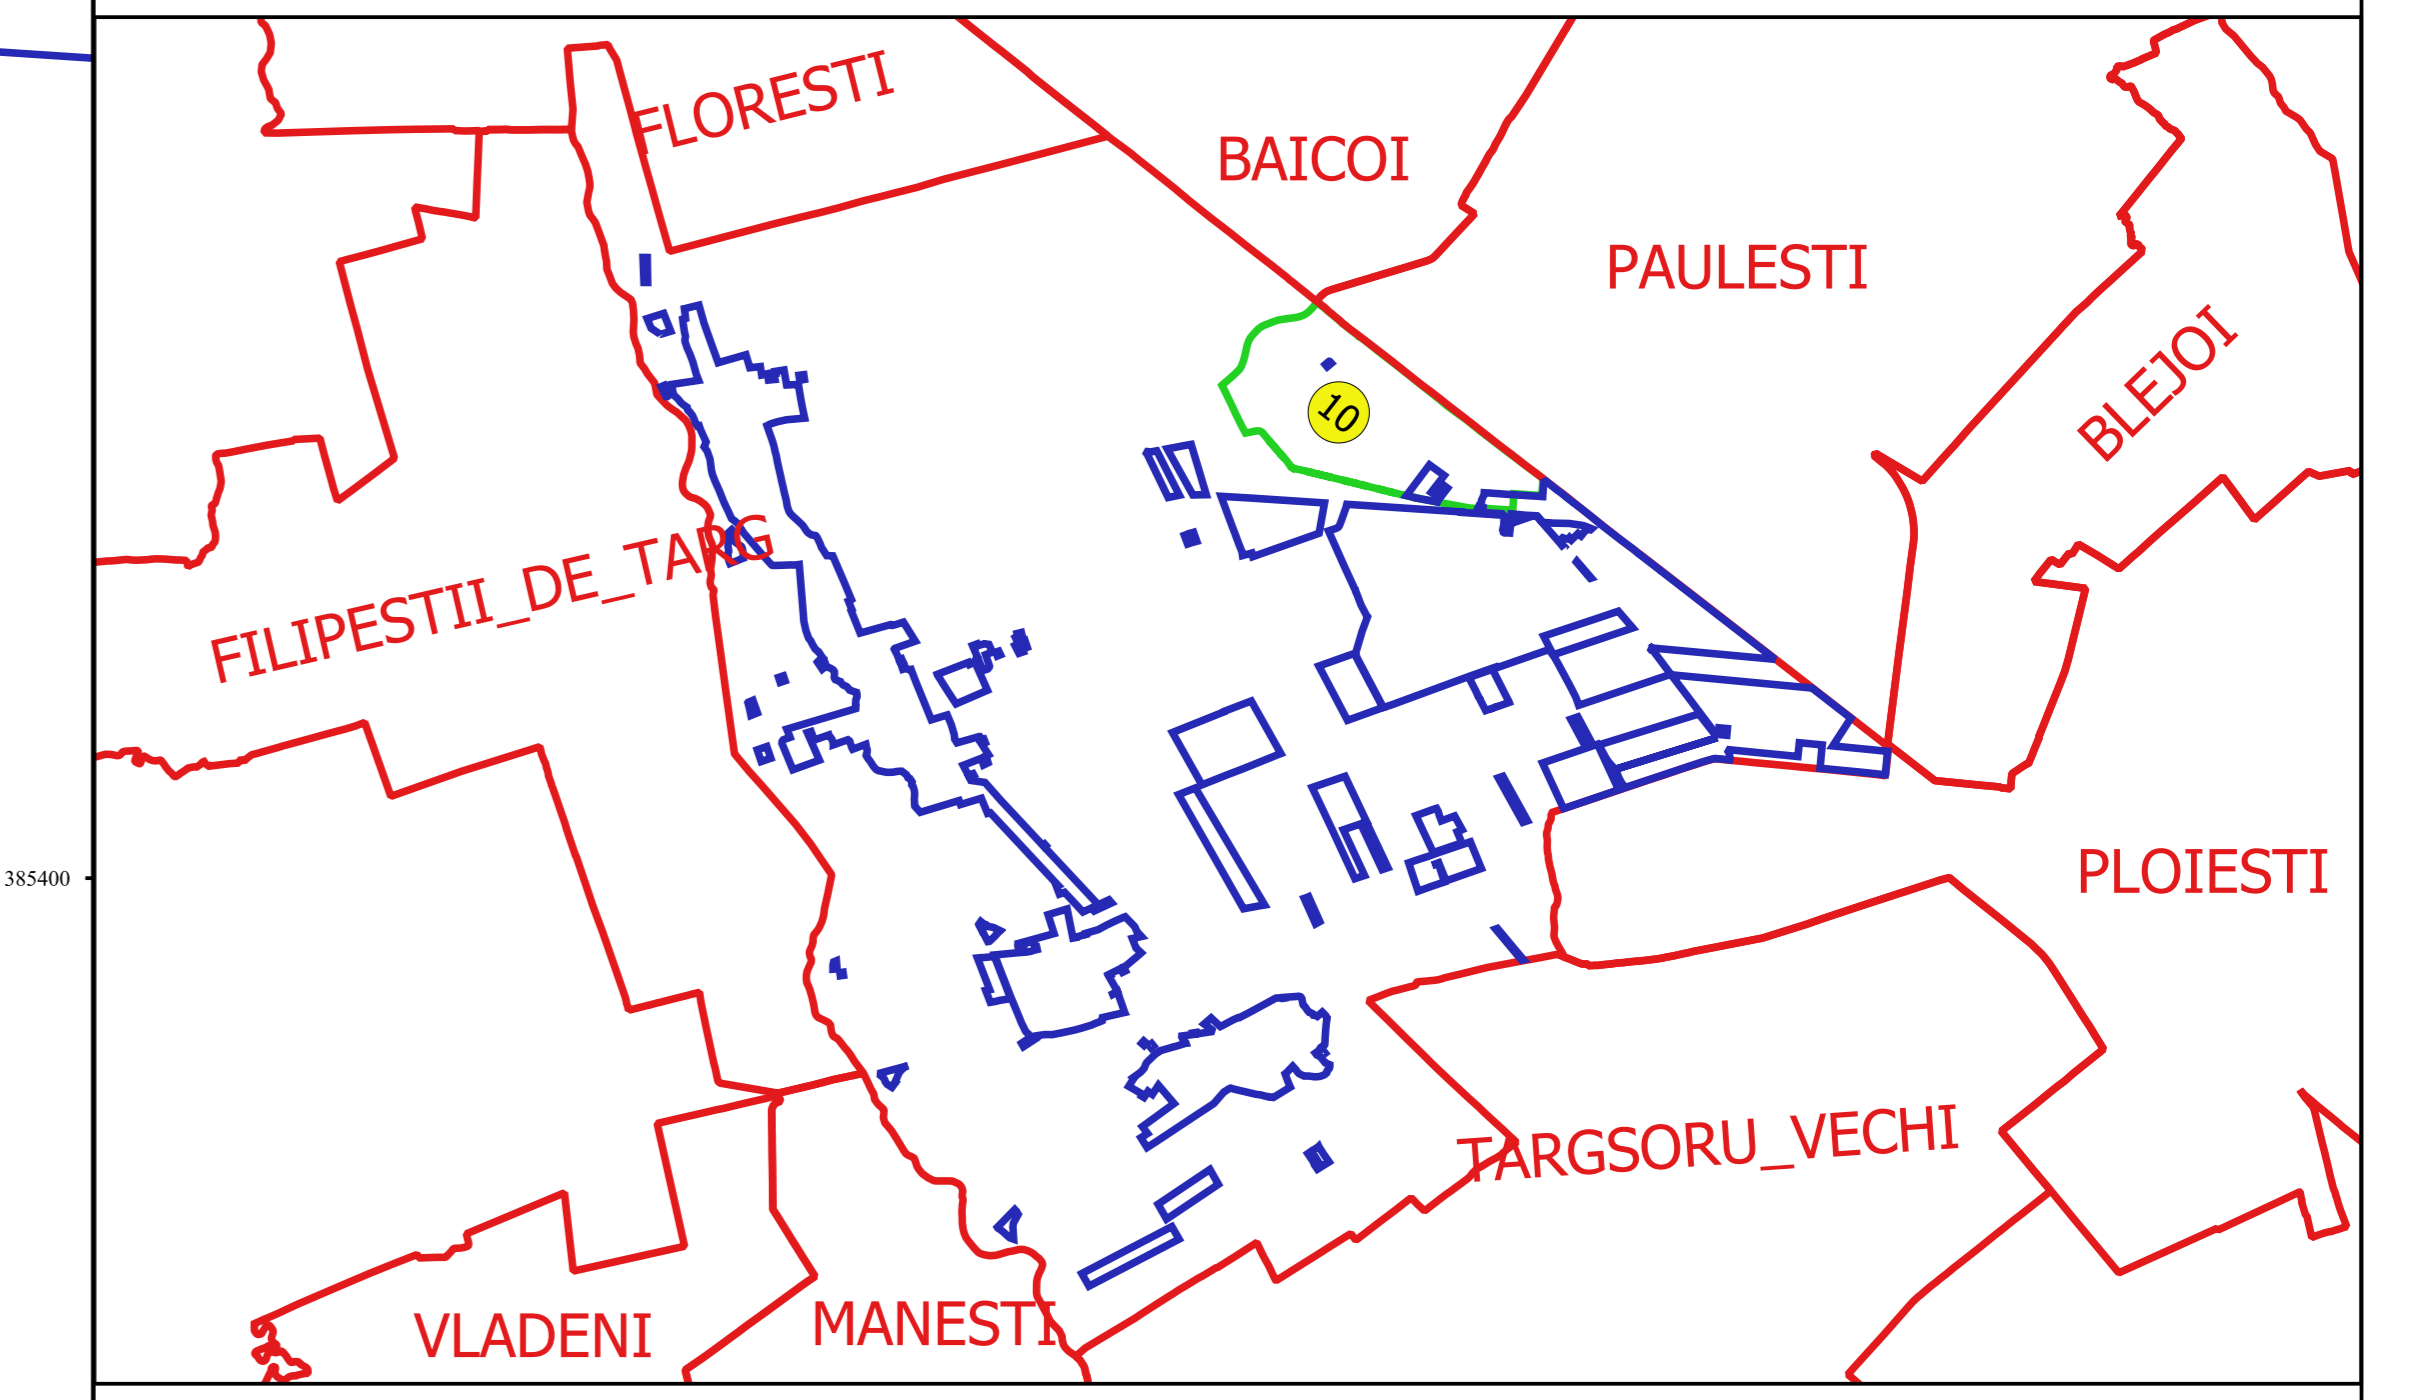 FLORESTI
BAICOI
PAULESTI
BLEJOI
10
FILIPESTII_DE_TARG
385400
PLOIESTI
TARGSORU_VECHI
VLADENI
MANESTI